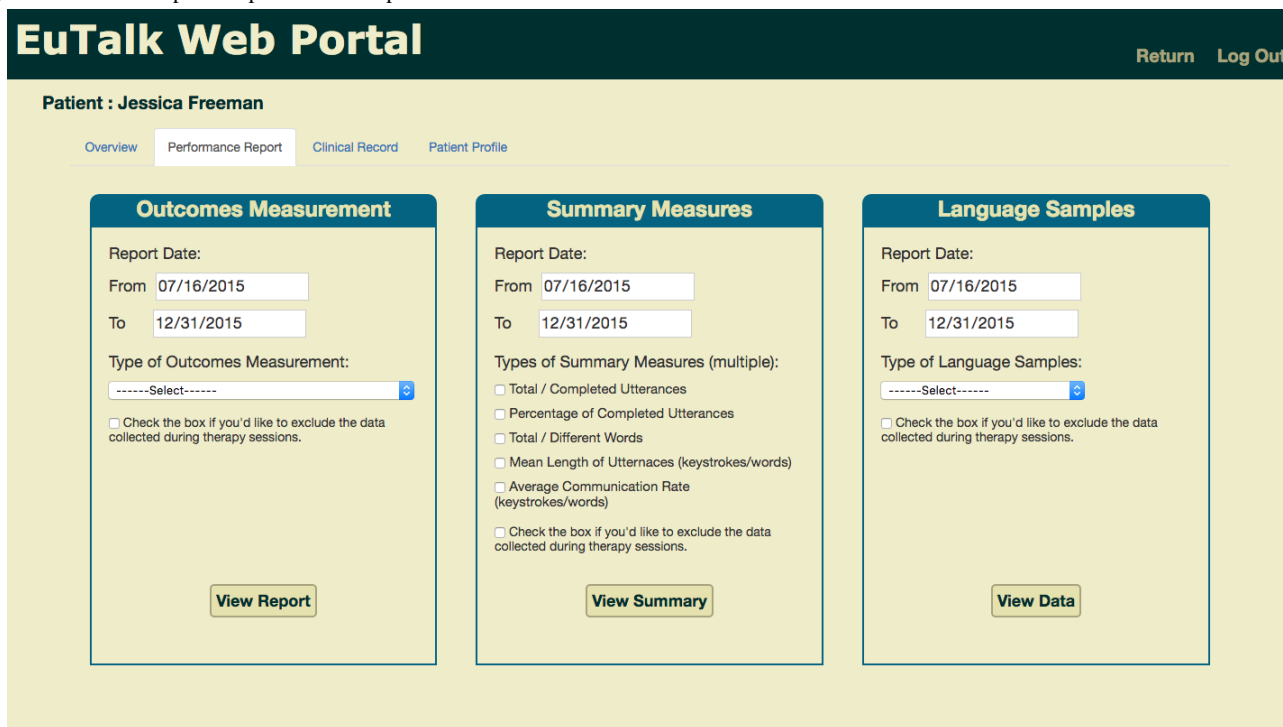 EuTalk Web Portal
Return Log Out
Patient : Jessica Freeman
Overview Performance Report Clinical Record Patient Profile
Outcomes Measurement
Report Date:
From 07/16/2015
To 12/31/2015
Type of Outcomes Measurement:
------Select------
Check the box if you'd like to exclude the data
collected during therapy sessions.
View Report
Summary Measures
Report Date:
From 07/16/2015
To 12/31/2015
Types of Summary Measures (multiple):
Total / Completed Utterances
Percentage of Completed Utterances
Total / Different Words
Mean Length of Utternaces (keystrokes/words)
Average Communication Rate
(keystrokes/words)
Check the box if you'd like to exclude the data
collected during therapy sessions.
View Summary
Language Samples
Report Date:
From 07/16/2015
To 12/31/2015
Type of Language Samples:
------Select------
Check the box if you'd like to exclude the data
collected during therapy sessions.
View Data